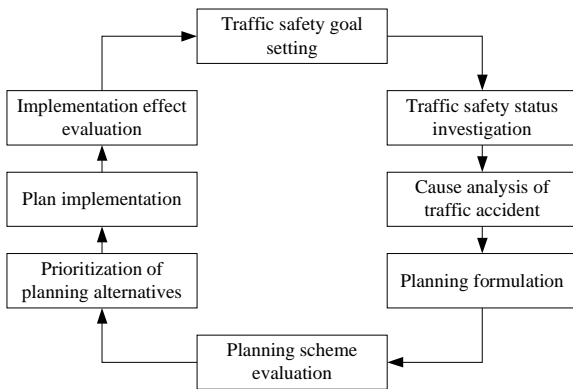 Traffic safety goal
setting
Traffic safety status
investigation
Cause analysis of
traffic accident
Planning formulation
Planning scheme
evaluation
Prioritization of
planning alternatives
Plan implementation
Implementation effect
evaluation